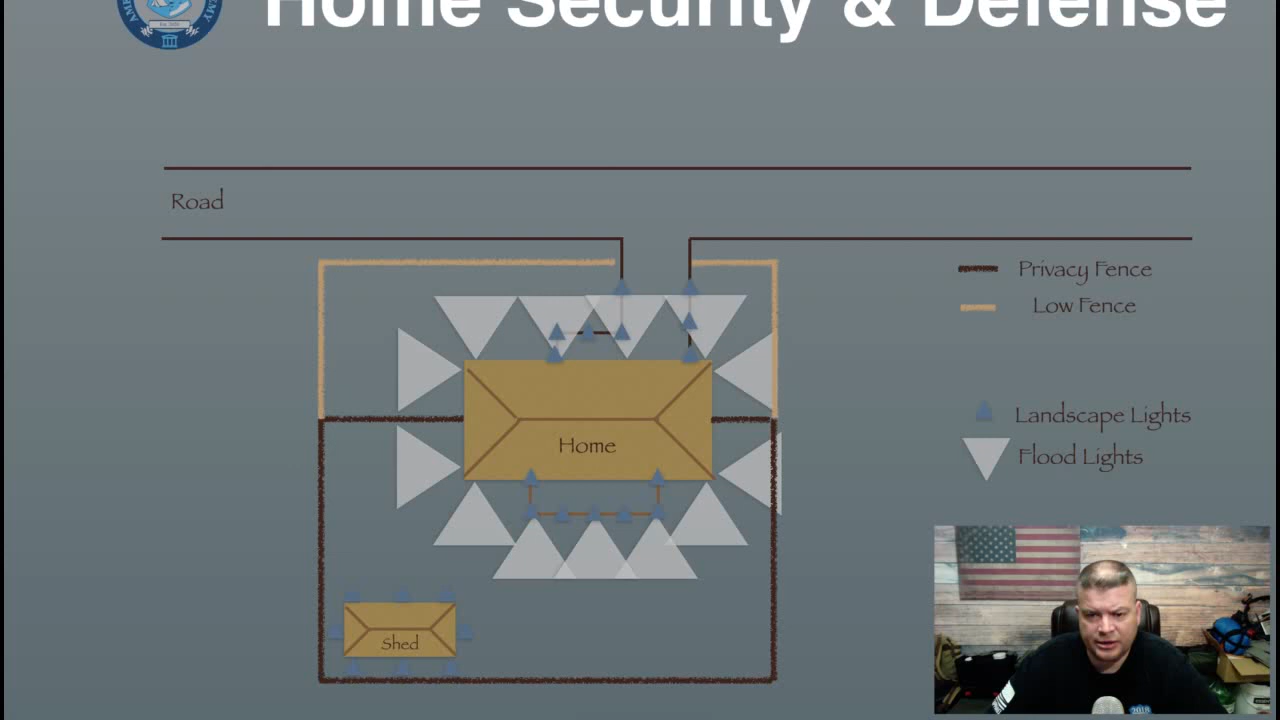 Home Security & Defense
Road
Privacy Fence
Low Fence
Landscape Lights
Flood Lights
Home
Shed